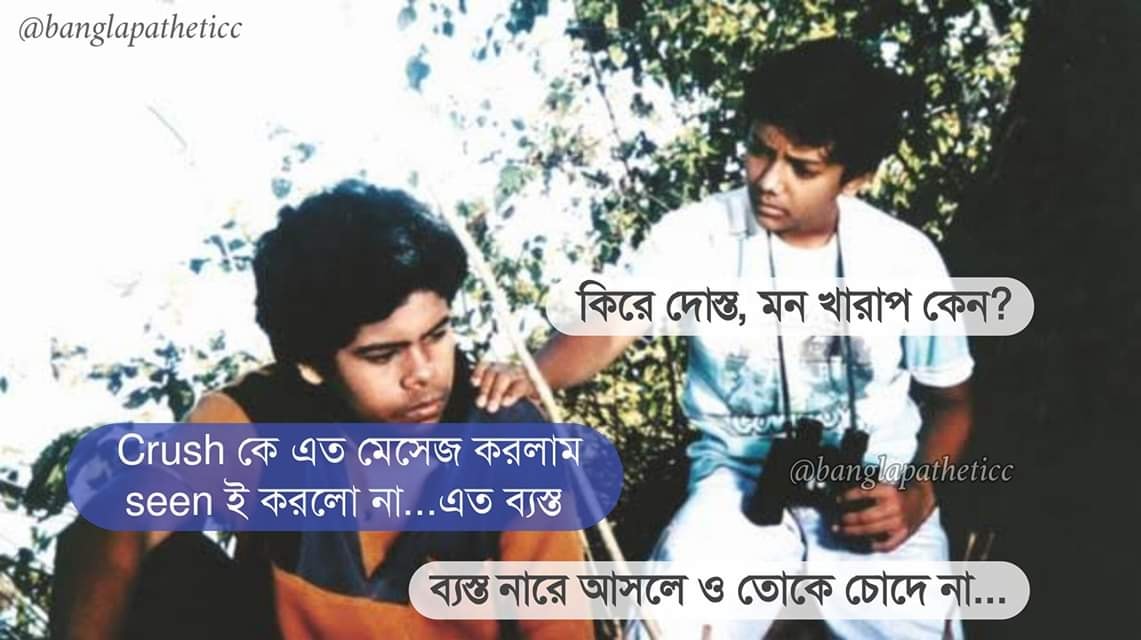 @banglapatheticc
কিরে দোস্ত, মন খারাপ কেন?
Crush কে এত মেসেজ করলাম
seen ই করলো না...এত ব্যস্ত
@banglapatheticc
ব্যস্ত নারে আসলে ও তোকে চোদে না...